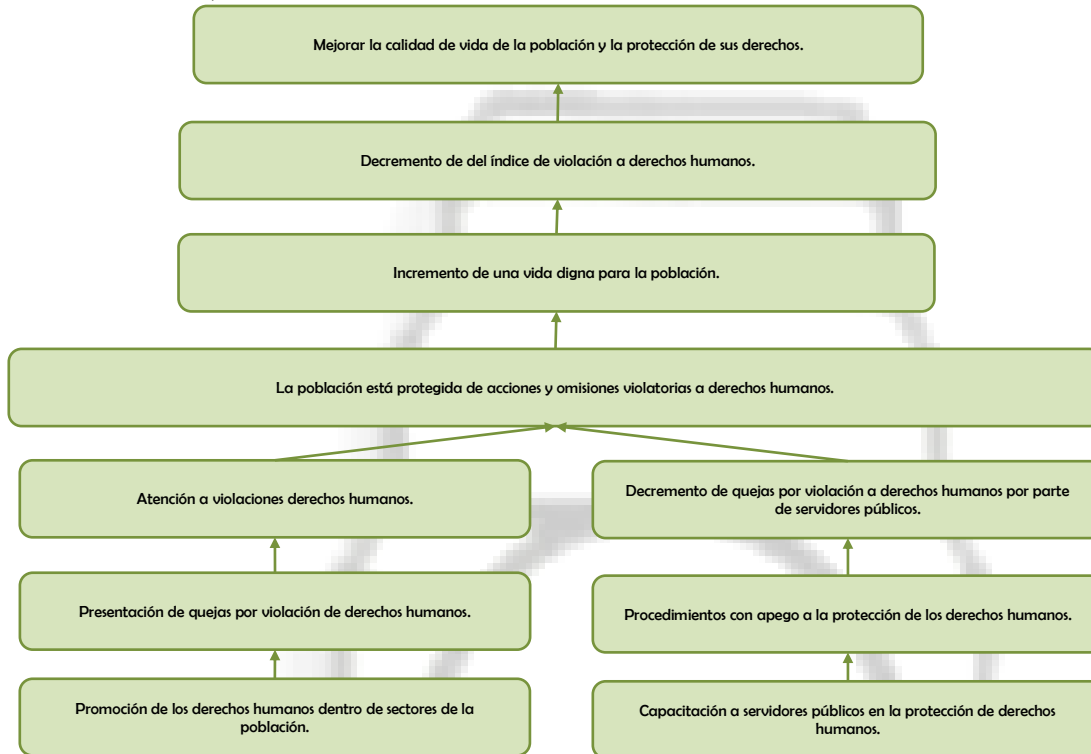 Mejorar la calidad de vida de la población y la protección de sus derechos.
Decremento de del índice de violación a derechos humanos.
Incremento de una vida digna para la población.
La población está protegida de acciones y omisiones violatorias a derechos humanos.
Atención a violaciones derechos humanos.
Decremento de quejas por violación a derechos humanos por parte
de servidores públicos.
Presentación de quejas por violación de derechos humanos.
Procedimientos con apego a la protección de los derechos humanos.
Promoción de los derechos humanos dentro de sectores de la
población.
Capacitación a servidores públicos en la protección de derechos
humanos.